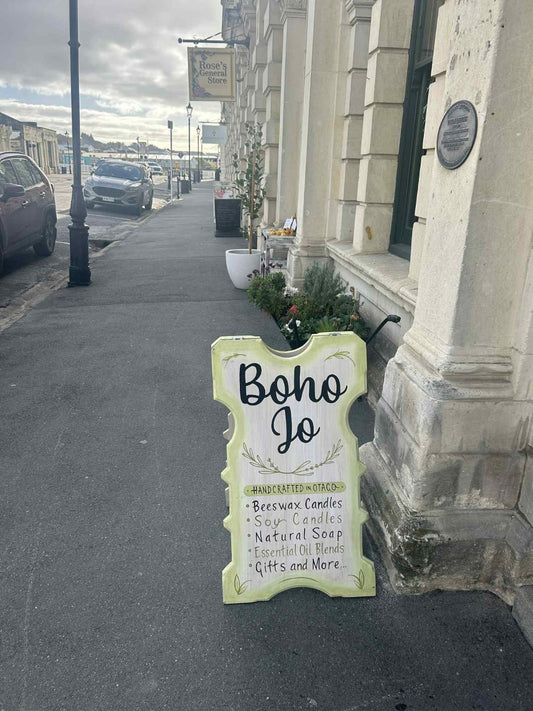 Rose's
General
Store
Boho
Jo
HANDCRAFTED IN OTAGO
• Beeswax Candles
• Soy Candles
• Natural Soap
• Essential Oil Blends
• Gifts and More...